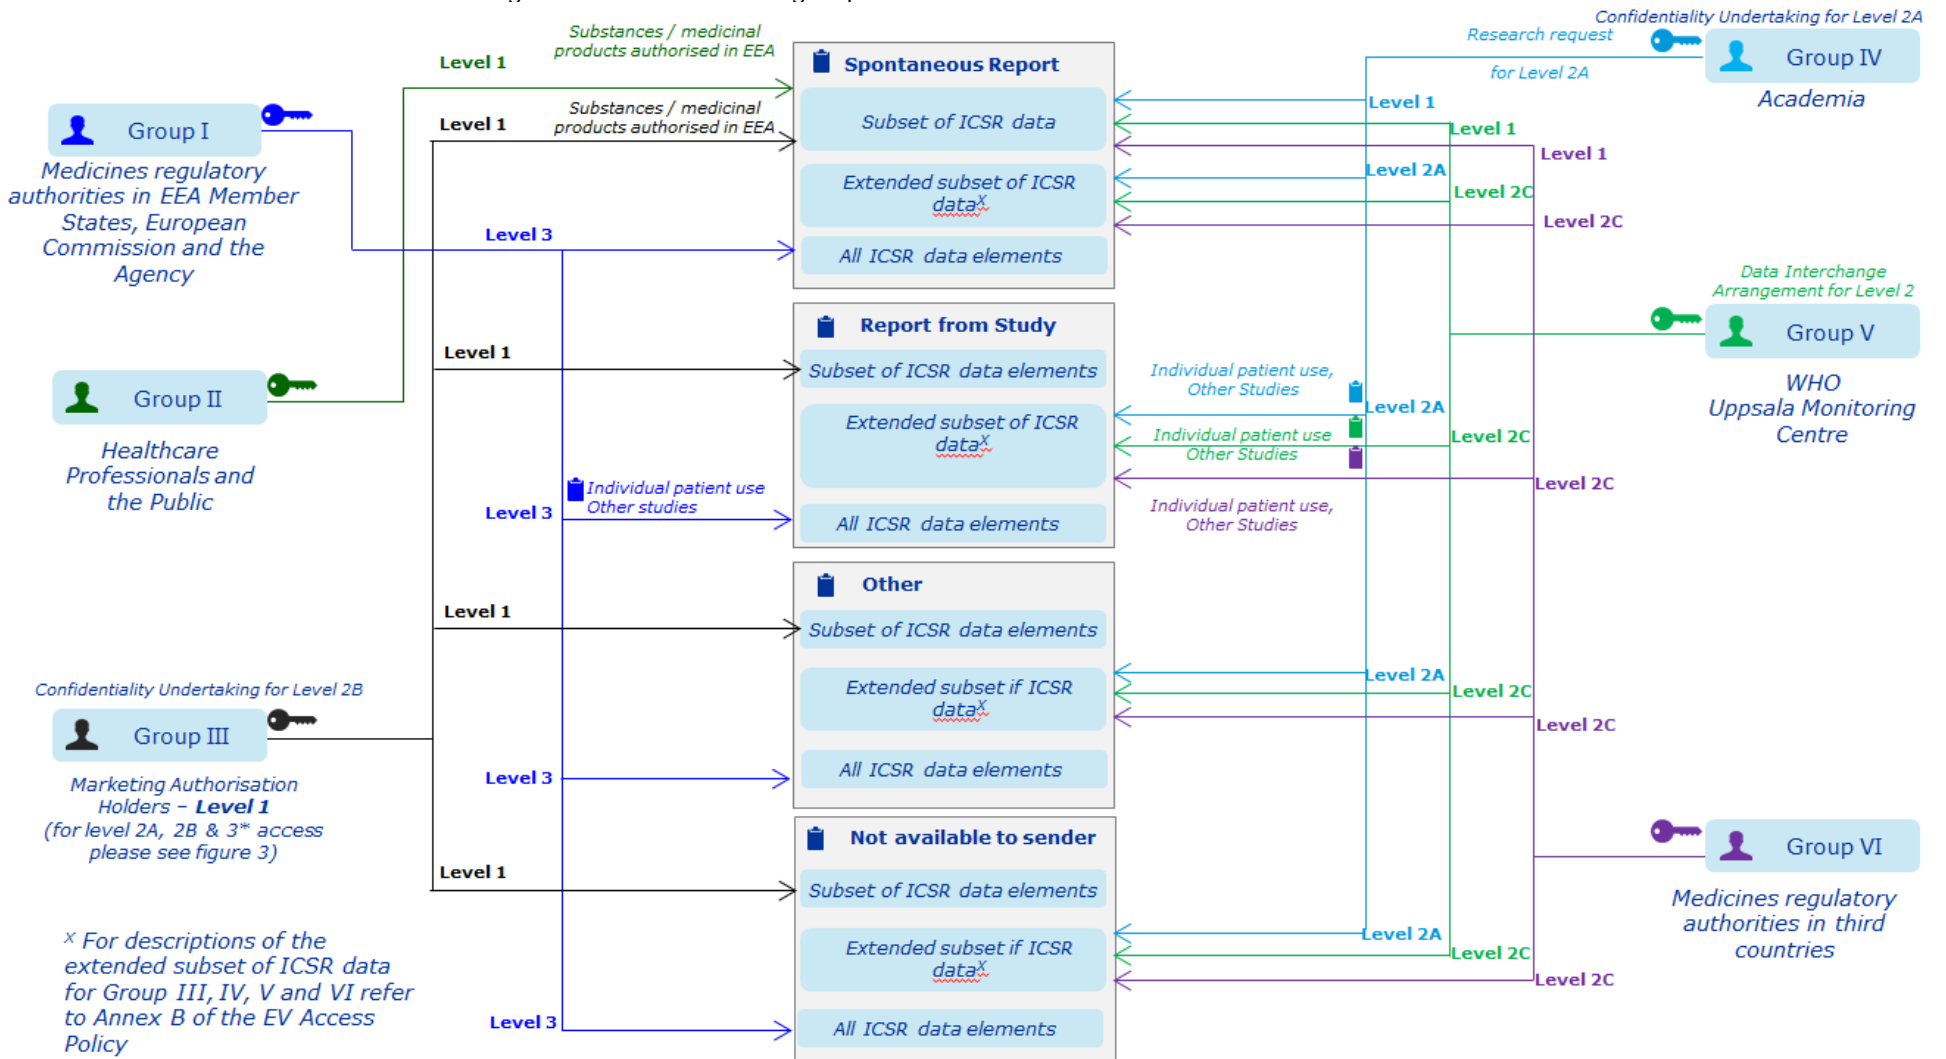 Confidentiality Undertaking for Level 2A
Substances / medicinal
products authorised in EEA
Level 1
Research request
for Level 2A
Group IV
Academia
Spontaneous Report
Substances / medicinal
products authorised in EEA
Level 1
Subset of ICSR data
Level 1
Level 1
Level 1
Group I
Medicines regulatory
authorities in EEA Member
States, European
Commission and the
Agency
Extended subset of ICSR
dataX
Level 2A
Level 2C
Level 2C
Level 3
All ICSR data elements
Data Interchange
Arrangement for Level 2
Group V
WHO
Uppsala Monitoring
Centre
Report from Study
Level 1
Subset of ICSR data elements
Individual patient use,
Other Studies
Level 2A
Group II
Healthcare
Professionals and
the Public
Extended subset of ICSR
dataX
Individual patient use
Other Studies
Level 2C
Level 2C
Individual patient use,
Other Studies
Individual patient use
Other studies
Level 3
All ICSR data elements
Other
Level 1
Subset of ICSR data elements
Extended subset if ICSR
dataX
Level 2A
Level 2C
Level 2C
Confidentiality Undertaking for Level 2B
Group III
Marketing Authorisation
Holders – Level 1
(for level 2A, 2B & 3* access
please see figure 3)
Level 3
All ICSR data elements
Not available to sender
Level 1
Subset of ICSR data elements
Group VI
Medicines regulatory
authorities in third
countries
Extended subset if ICSR
dataX
Level 2A
Level 2C
Level 2C
Level 3
All ICSR data elements
X For descriptions of the
extended subset of ICSR data
for Group III, IV, V and VI refer
to Annex B of the EV Access
Policy